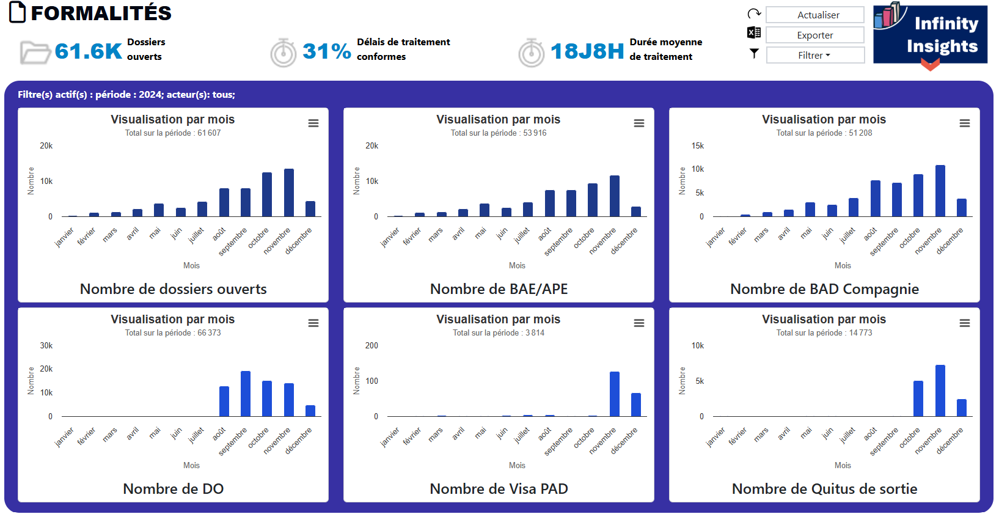 FORMALITÉS
61.6K
Dossiers
ouverts
31%
Délais de traitement
conformes
18J8H
Durée moyenne
de traitement
Actualiser
Exporter
Filtrer
Infinity
Insights
Filtre(s) actif(s) : période : 2024; acteur(s): tous;
Visualisation par mois
Total sur la période : 61 607
20k
10k
0
Nombre
janvier
février
mars
avril
mai
juin
juillet
août
septembre
octobre
novembre
décembre
Mois
Nombre de dossiers ouverts
Visualisation par mois
Total sur la période : 53 916
20k
10k
0
Nombre
janvier
février
mars
avril
mai
juin
juillet
août
septembre
octobre
novembre
décembre
Mois
Nombre de BAE/APE
Visualisation par mois
Total sur la période : 51 208
15k
10k
5k
0
Nombre
janvier
février
mars
avril
mai
juin
juillet
août
septembre
octobre
novembre
décembre
Mois
Nombre de BAD Compagnie
Visualisation par mois
Total sur la période : 66 373
30k
20k
10k
0
Nombre
janvier
février
mars
avril
mai
juin
juillet
août
septembre
octobre
novembre
décembre
Mois
Nombre de DO
Visualisation par mois
Total sur la période : 3 814
200
100
0
Nombre
janvier
février
mars
avril
mai
juin
juillet
août
septembre
octobre
novembre
décembre
Mois
Nombre de Visa PAD
Visualisation par mois
Total sur la période : 14 773
10k
5k
0
Nombre
janvier
février
mars
avril
mai
juin
juillet
août
septembre
octobre
novembre
décembre
Mois
Nombre de Quitus de sortie